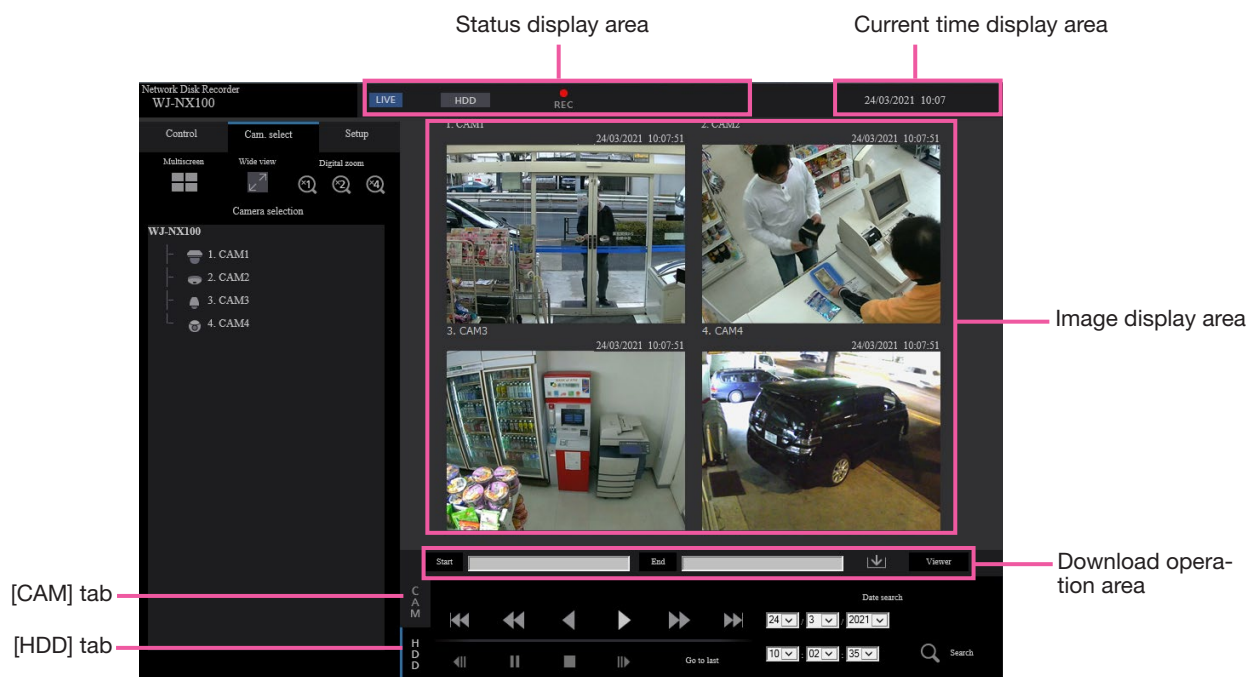 Status display area
Current time display area
Network Disk Recorder
WJ-NX100
LIVE
HDD
REC
24/03/2021 10:07
Control
Cam. select
Setup
Multiscreen
Wide view
Digital zoom
×1
×2
×4
Camera selection
WJ-NX100
1. CAM1
2. CAM2
3. CAM3
4. CAM4
1. CAM1
24/03/2021 10:07:51
2. CAM2
24/03/2021 10:07:51
3. CAM3
24/03/2021 10:07:51
4. CAM4
24/03/2021 10:07:51
Image display area
Start
End
Viewer
Download opera-
tion area
[CAM] tab
CAM
[HDD] tab
HDD
Go to last
Date search
24 / 3 / 2021
10 : 02 : 35
Search